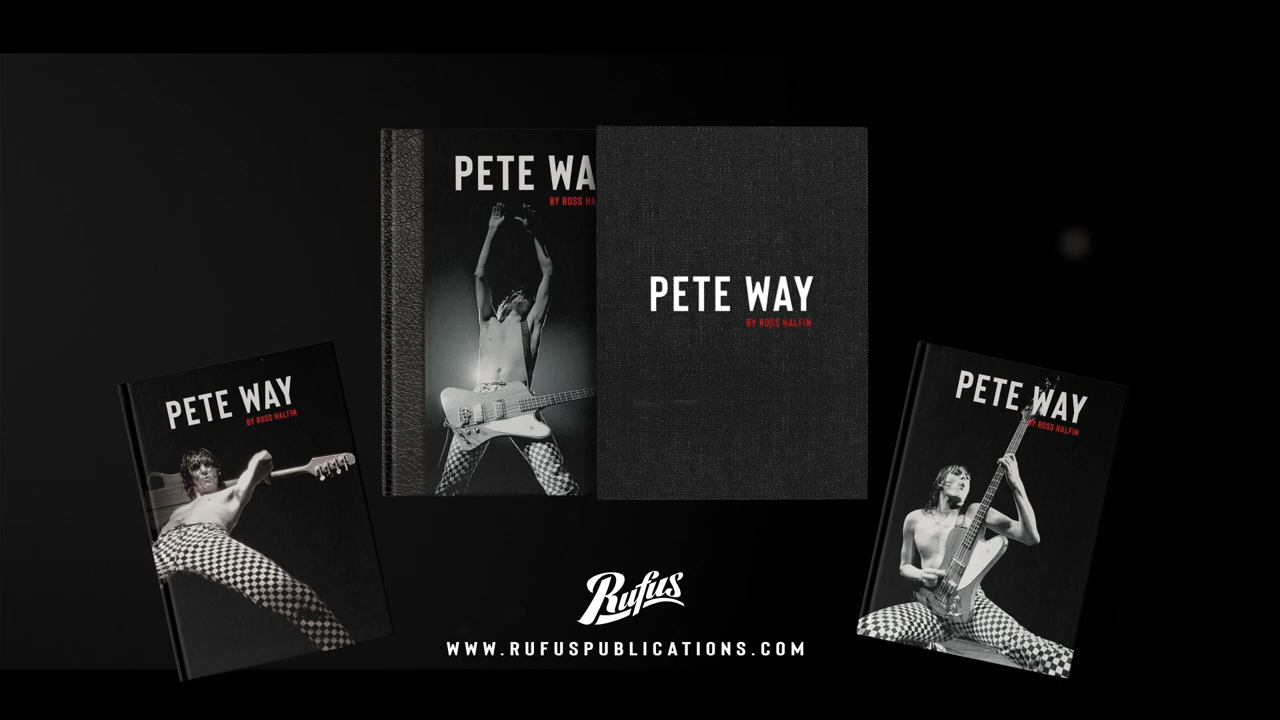 PETE WA
BY ROSS HA
PETE WAY
BY ROSS HALFIN
PETE WAY
BY ROSS HALFIN
PETE WAY
BY ROSS HALFIN
Rufus
WWW.RUFUSPUBLICATIONS.COM